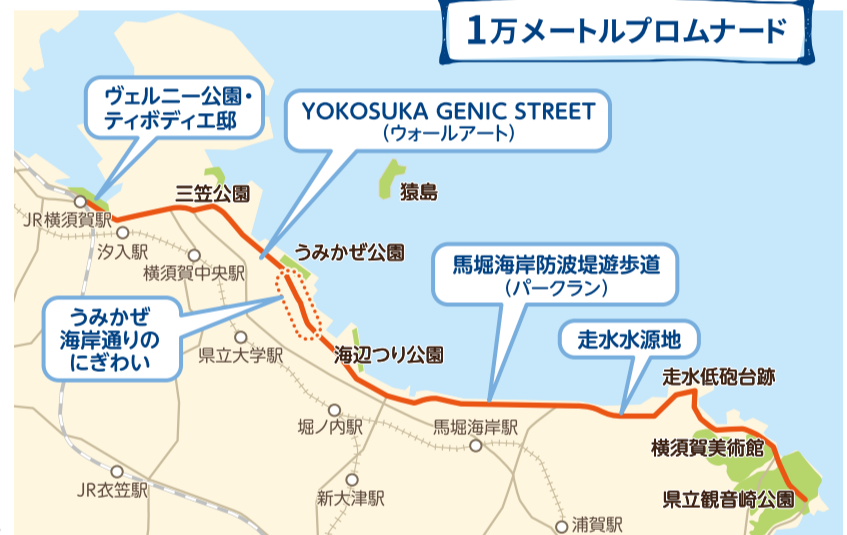 1万メートルプロムナード
ヴェルニー公園・
ティボディエ邸
YOKOSUKA GENIC STREET
(ウォールアート)
三笠公園
猿島
JR横須賀駅
汐入駅
横須賀中央駅
うみかぜ公園
馬堀海岸防波堤遊歩道
(パークラン)
うみかぜ
海岸通りの
にぎわい
県立大学駅
海辺つり公園
走水水源地
走水低砲台跡
堀ノ内駅
馬堀海岸駅
横須賀美術館
JR衣笠駅
新大津駅
県立観音崎公園
浦賀駅